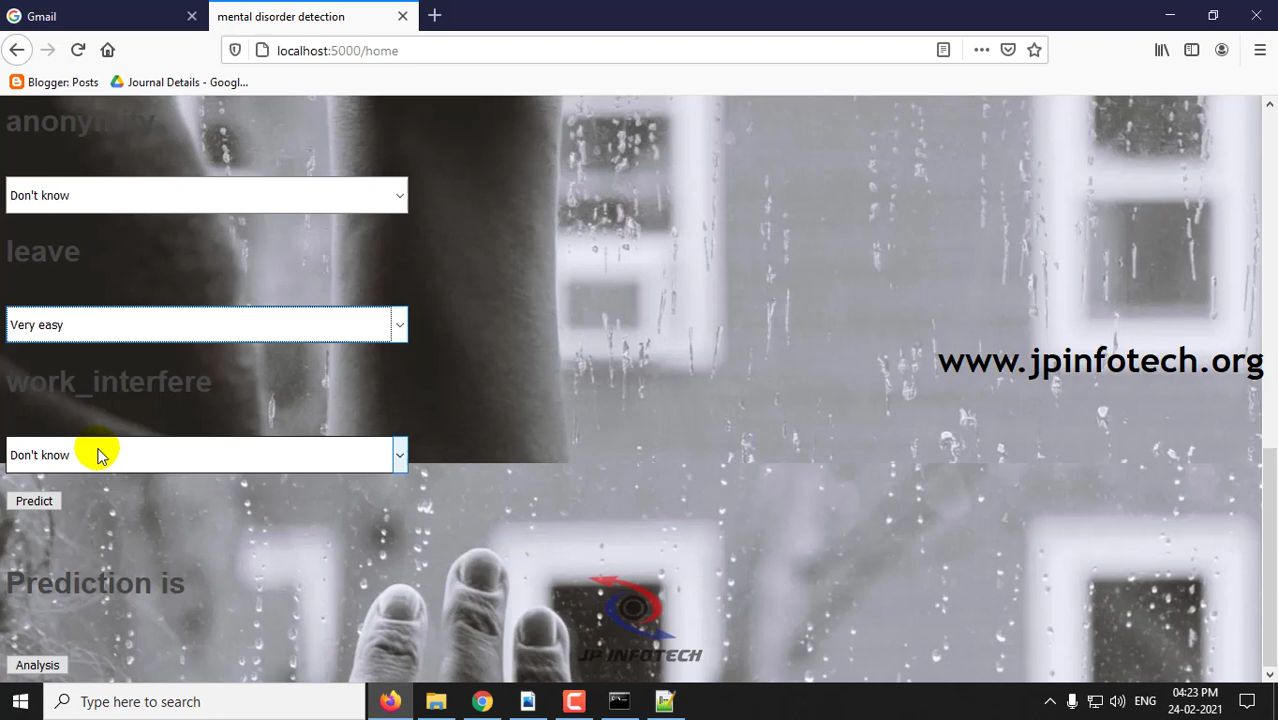 Gmail
mental disorder detection
localhost:5000/home
Blogger: Posts
Journal Details - Googl...
anonymity
Don't know
leave
Very easy
www.jpinfotech.org
work_interfere
Don't know
Predict
Prediction is
JP INFOTECH
Analysis
Type here to search
ENG
04:23 PM
24-02-2021